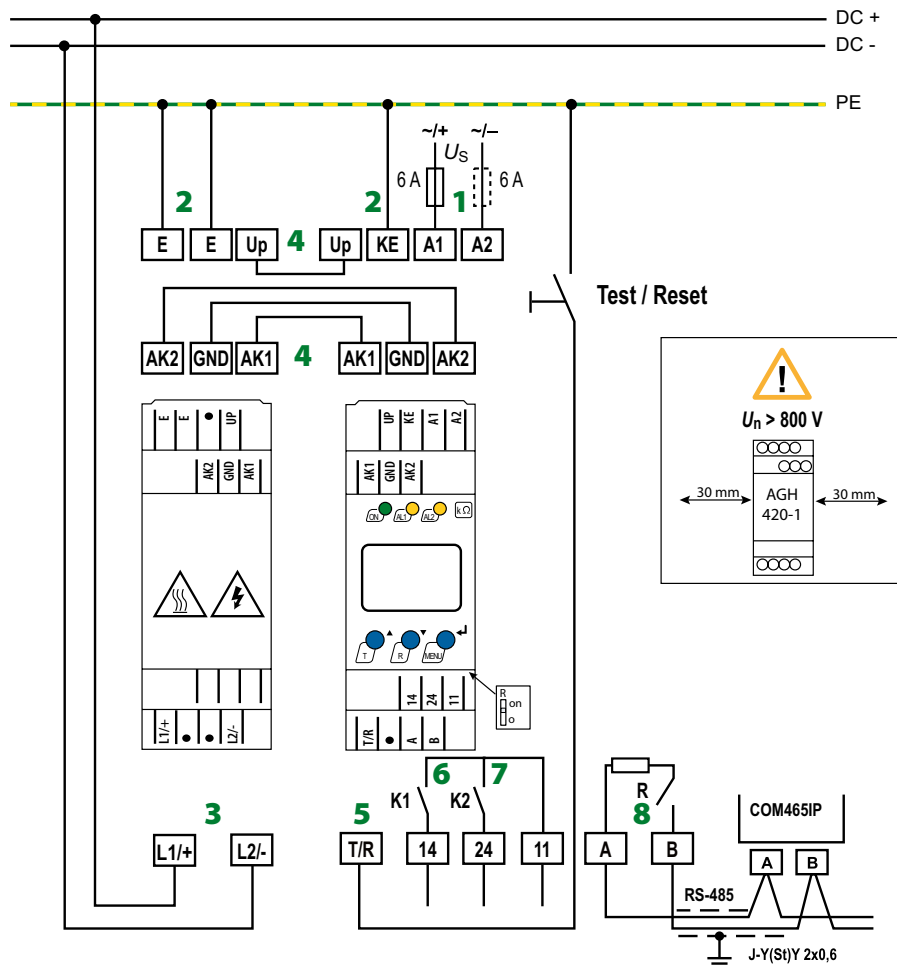 DC +
DC -
PE
~/+ ~/–
US
6 A 6 A
2 2 1
E E Up 4 Up KE A1 A2
Test / Reset
AK2 GND AK1 4 AK1 GND AK2
!
Un > 800 V
30 mm AGH 420-1 30 mm
E E UP
AK2 GND AK1
UP KE A1 A2
AK1 GND AK2
ON AL1 AL2 kΩ
T R MENU
R
on
o
14 24 11
L1/+ L2/-
T/R A B
6 7
K1 K2
3 5
L1/+ L2/- T/R 14 24 11
R
8
A B
COM465IP
A B
RS-485
J-Y(St)Y 2x0,6